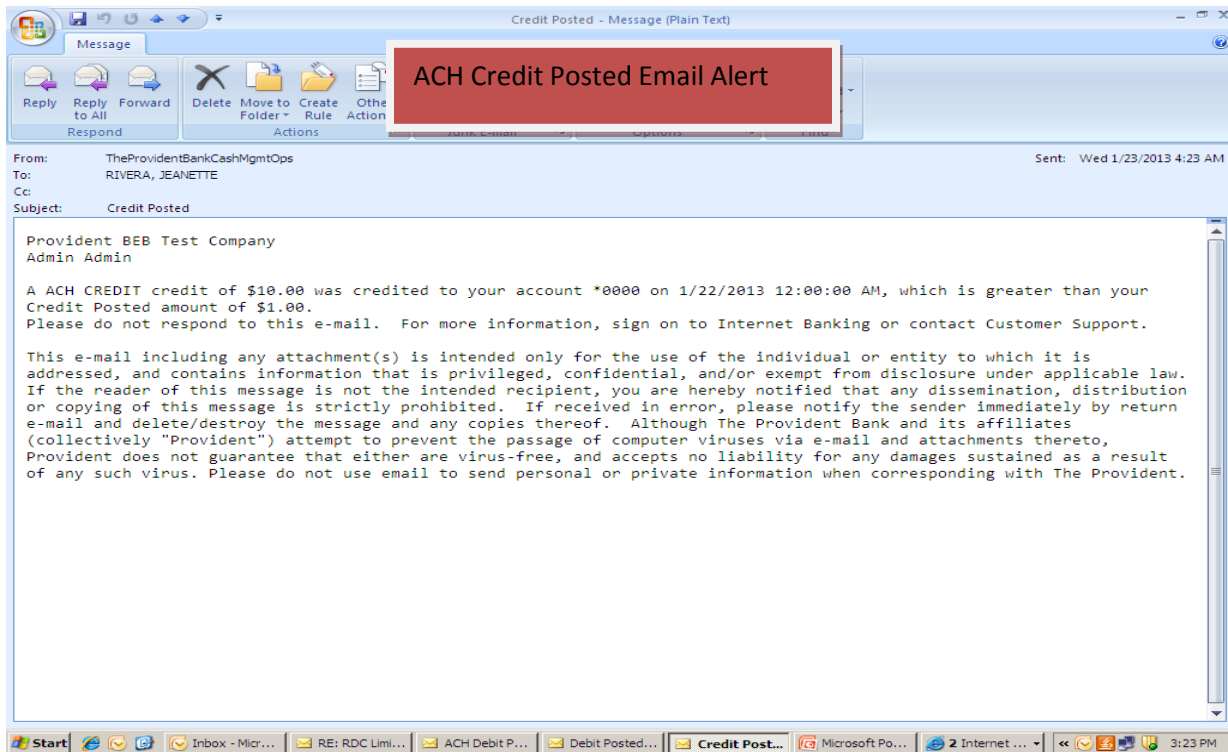 Credit Posted - Message (Plain Text)
Message
ACH Credit Posted Email Alert
Reply
Reply to All
Forward
Delete
Move to Folder
Create Rule
Othe
Action
Respond
Actions
Junk E-mail
Options
Find
From: TheProvidentBankCashMgmtOps
Sent: Wed 1/23/2013 4:23 AM
To: RIVERA, JEANETTE
Cc:
Subject: Credit Posted
Provident BEB Test Company
Admin Admin
A ACH CREDIT credit of $10.00 was credited to your account *0000 on 1/22/2013 12:00:00 AM, which is greater than your
Credit Posted amount of $1.00.
Please do not respond to this e-mail.  For more information, sign on to Internet Banking or contact Customer Support.
This e-mail including any attachment(s) is intended only for the use of the individual or entity to which it is
addressed, and contains information that is privileged, confidential, and/or exempt from disclosure under applicable law.
If the reader of this message is not the intended recipient, you are hereby notified that any dissemination, distribution
or copying of this message is strictly prohibited.  If received in error, please notify the sender immediately by return
e-mail and delete/destroy the message and any copies thereof.  Although The Provident Bank and its affiliates
(collectively "Provident") attempt to prevent the passage of computer viruses via e-mail and attachments thereto,
Provident does not guarantee that either are virus-free, and accepts no liability for any damages sustained as a result
of any such virus. Please do not use email to send personal or private information when corresponding with The Provident.
Start
Inbox - Micr...
RE: RDC Limi...
ACH Debit P...
Debit Posted...
Credit Post...
Microsoft Po...
2 Internet ...
3:23 PM